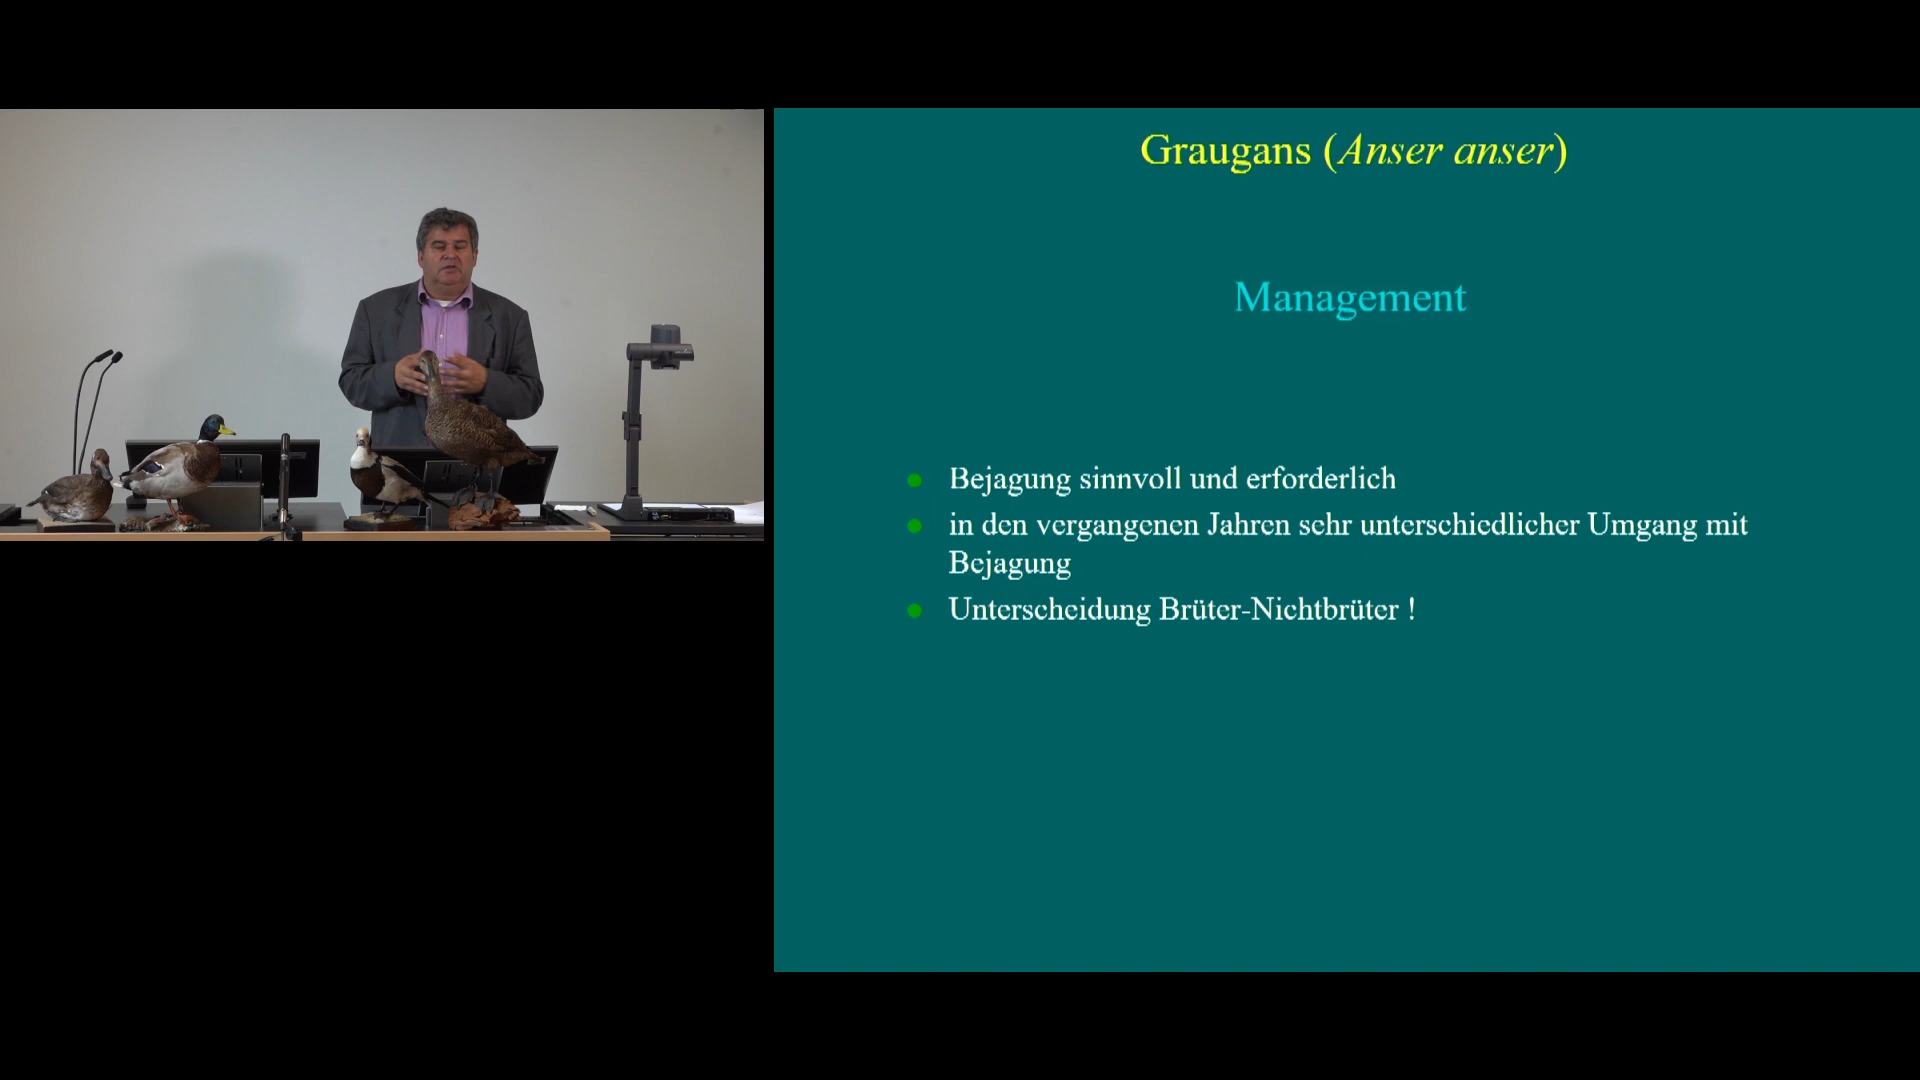 Graugans (Anser anser)
Management
Bejagung sinnvoll und erforderlich
in den vergangenen Jahren sehr unterschiedlicher Umgang mit
Bejagung
Unterscheidung Brüter-Nichtbrüter !